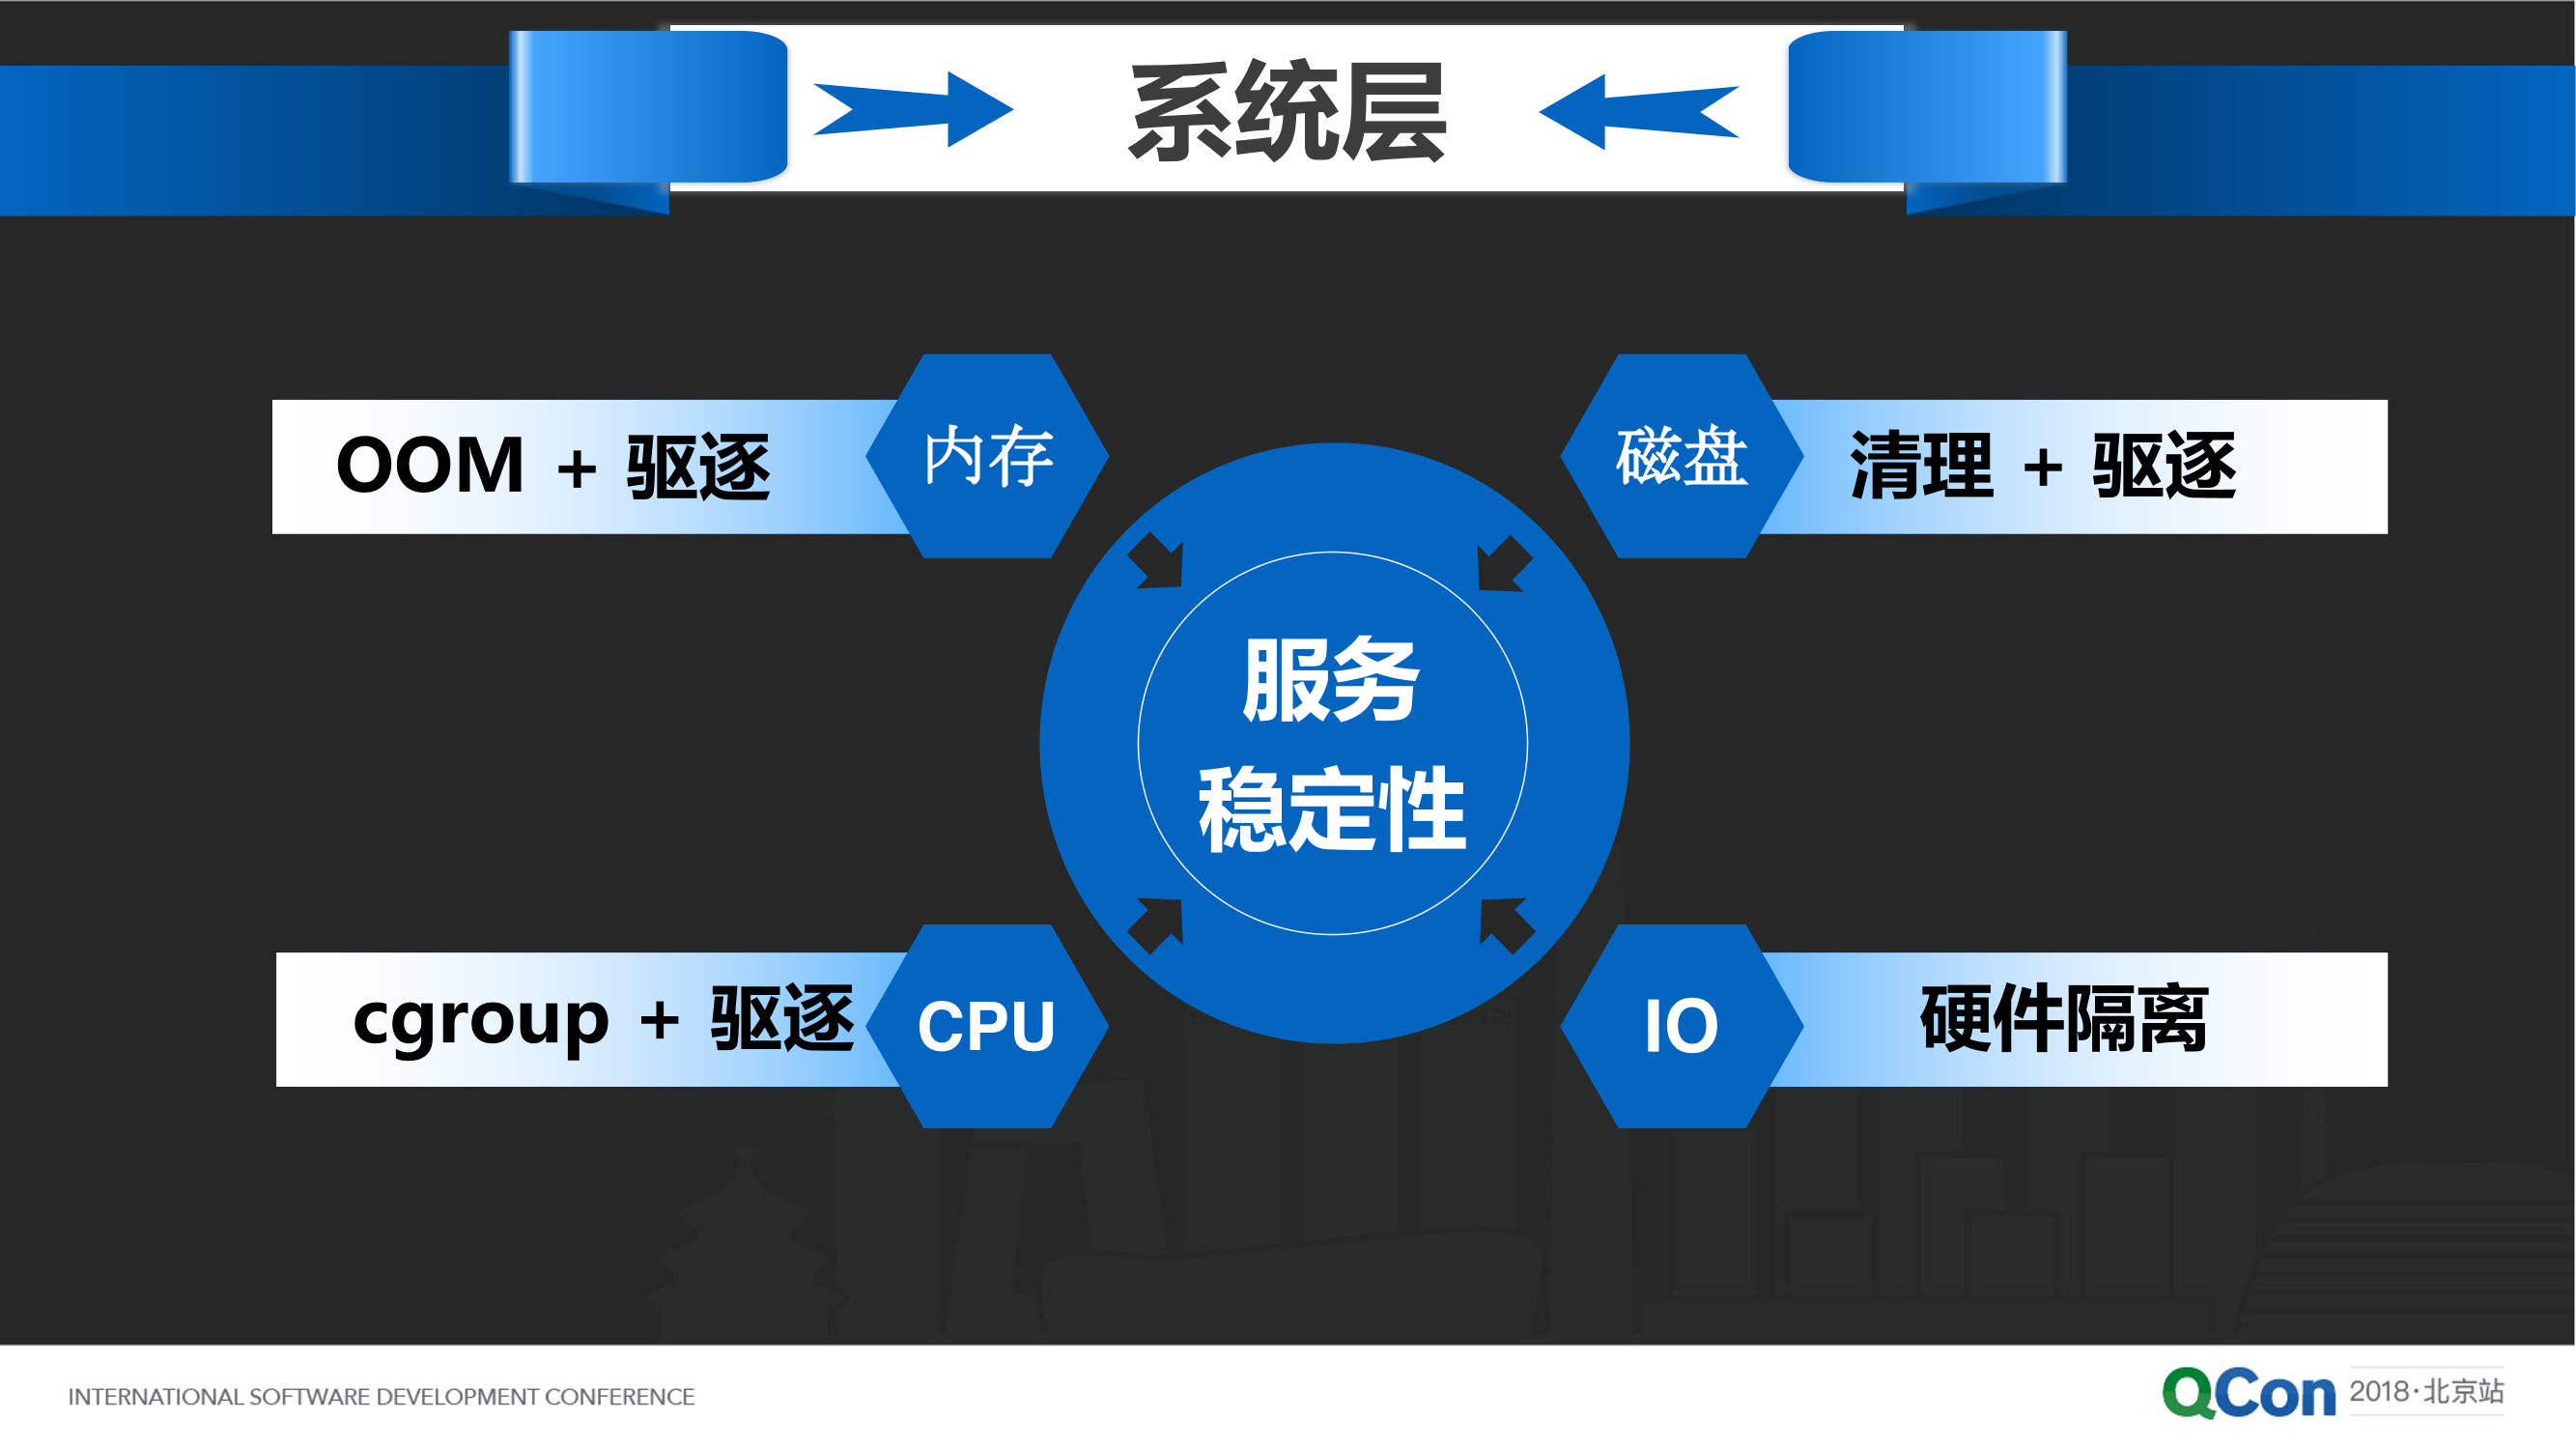 系统层
OOM + 驱逐
内存
磁盘
清理 + 驱逐
服务
稳定性
cgroup + 驱逐
CPU
IO
硬件隔离
INTERNATIONAL SOFTWARE DEVELOPMENT CONFERENCE
QCon 2018·北京站